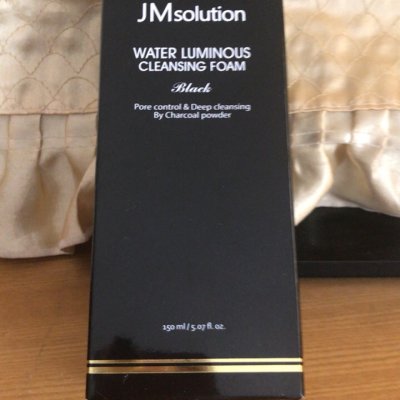 JMsolution
WATER LUMINOUS
CLEANSING FOAM
Black
Pore control & Deep cleansing
By Charcoal powder
150 ml / 5.07 fl. oz.